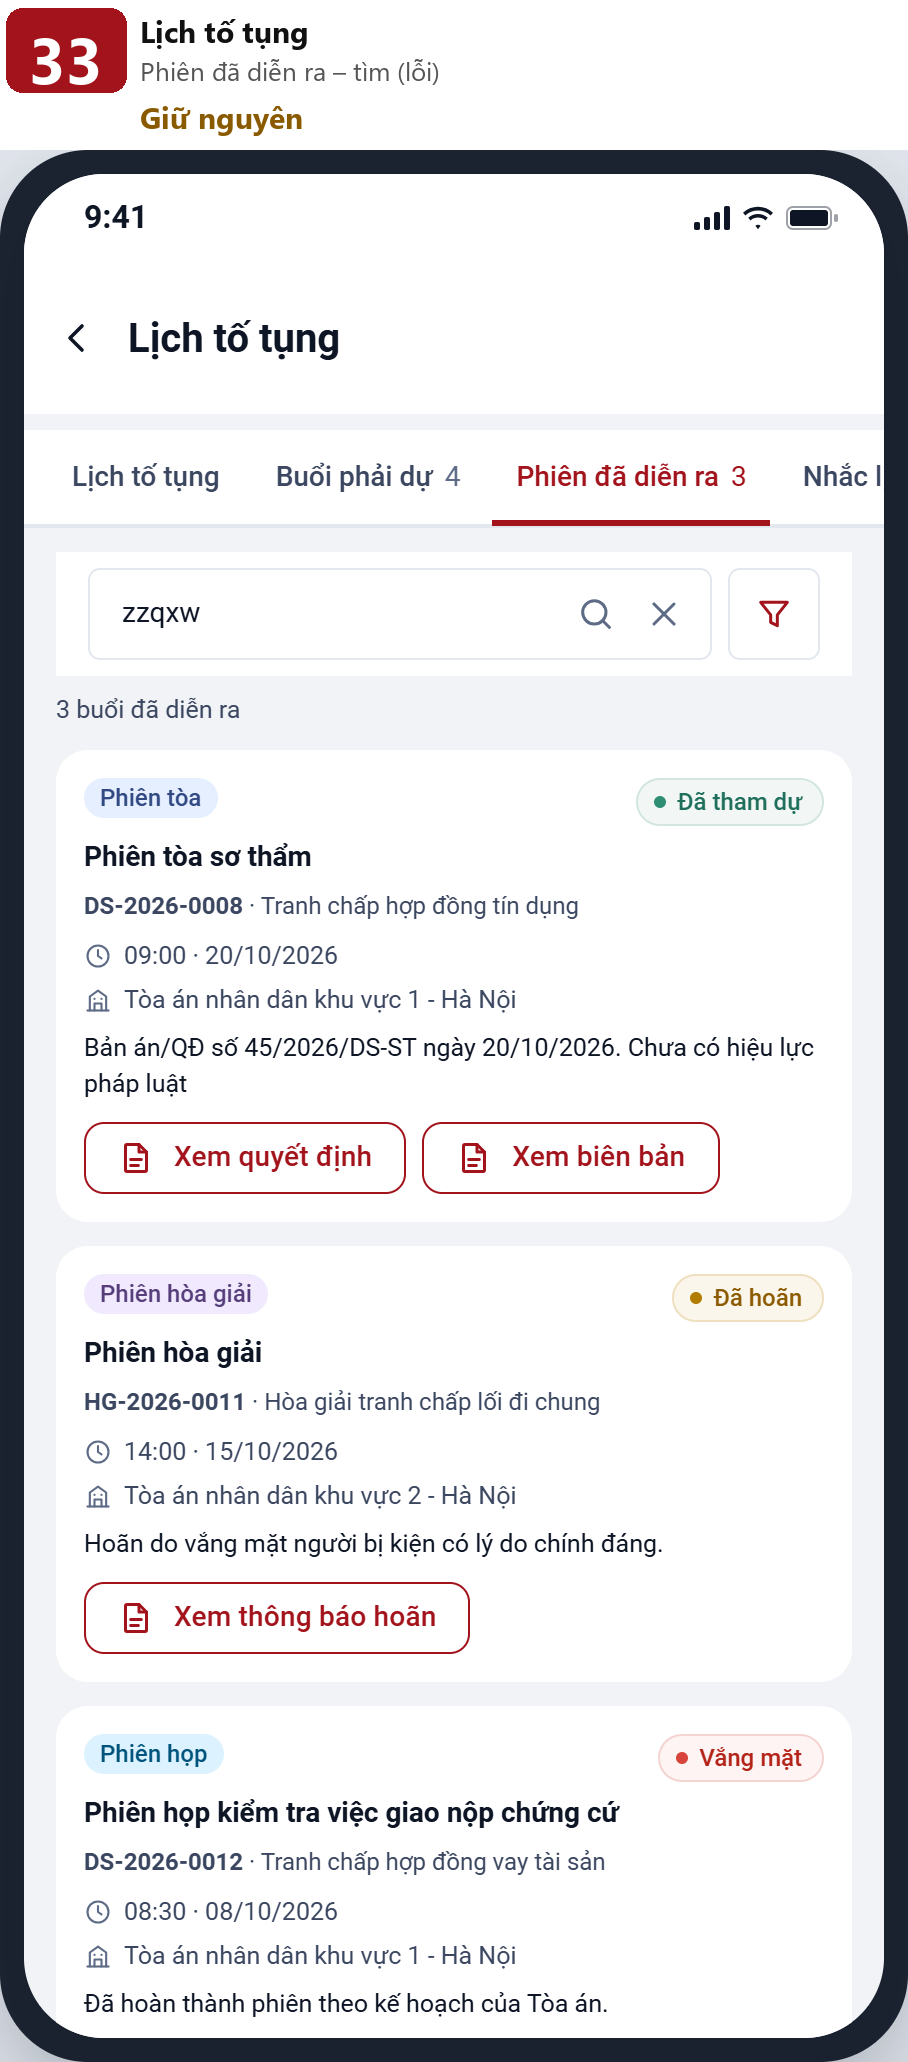 33
Lịch tố tụng
Phiên đã diễn ra – tìm (lỗi)
Giữ nguyên
9:41
Lịch tố tụng
Lịch tố tụng Buổi phải dự 4 Phiên đã diễn ra 3 Nhắc l
zzqxw
3 buổi đã diễn ra
Phiên tòa Đã tham dự
Phiên tòa sơ thẩm
DS-2026-0008 · Tranh chấp hợp đồng tín dụng
09:00 · 20/10/2026
Tòa án nhân dân khu vực 1 - Hà Nội
Bản án/QĐ số 45/2026/DS-ST ngày 20/10/2026. Chưa có hiệu lực
pháp luật
Xem quyết định Xem biên bản
Phiên hòa giải Đã hoãn
Phiên hòa giải
HG-2026-0011 · Hòa giải tranh chấp lối đi chung
14:00 · 15/10/2026
Tòa án nhân dân khu vực 2 - Hà Nội
Hoãn do vắng mặt người bị kiện có lý do chính đáng.
Xem thông báo hoãn
Phiên họp Vắng mặt
Phiên họp kiểm tra việc giao nộp chứng cứ
DS-2026-0012 · Tranh chấp hợp đồng vay tài sản
08:30 · 08/10/2026
Tòa án nhân dân khu vực 1 - Hà Nội
Đã hoàn thành phiên theo kế hoạch của Tòa án.